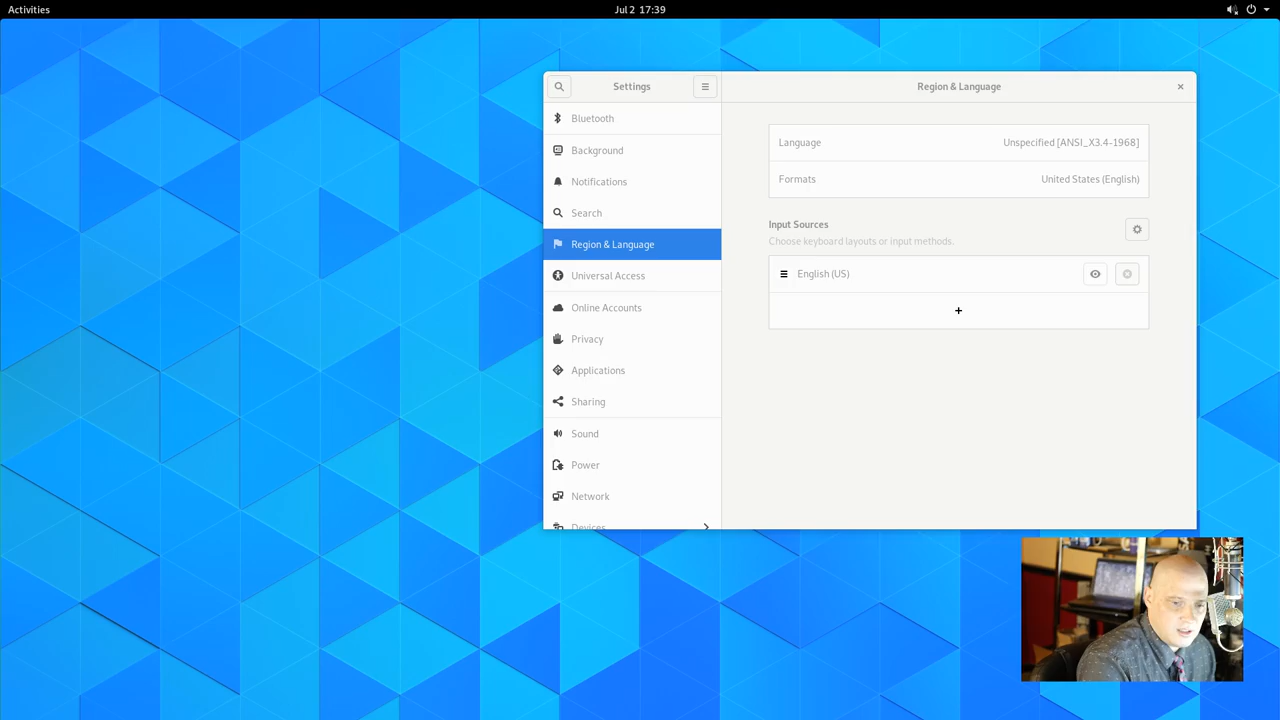 Activities
Jul 2 17:39
Settings
Region & Language
Bluetooth
Background
Notifications
Search
Region & Language
Universal Access
Online Accounts
Privacy
Applications
Sharing
Sound
Power
Network
Devices
Language Unspecified [ANSI_X3.4-1968]
Formats United States (English)
Input Sources
Choose keyboard layouts or input methods.
English (US)